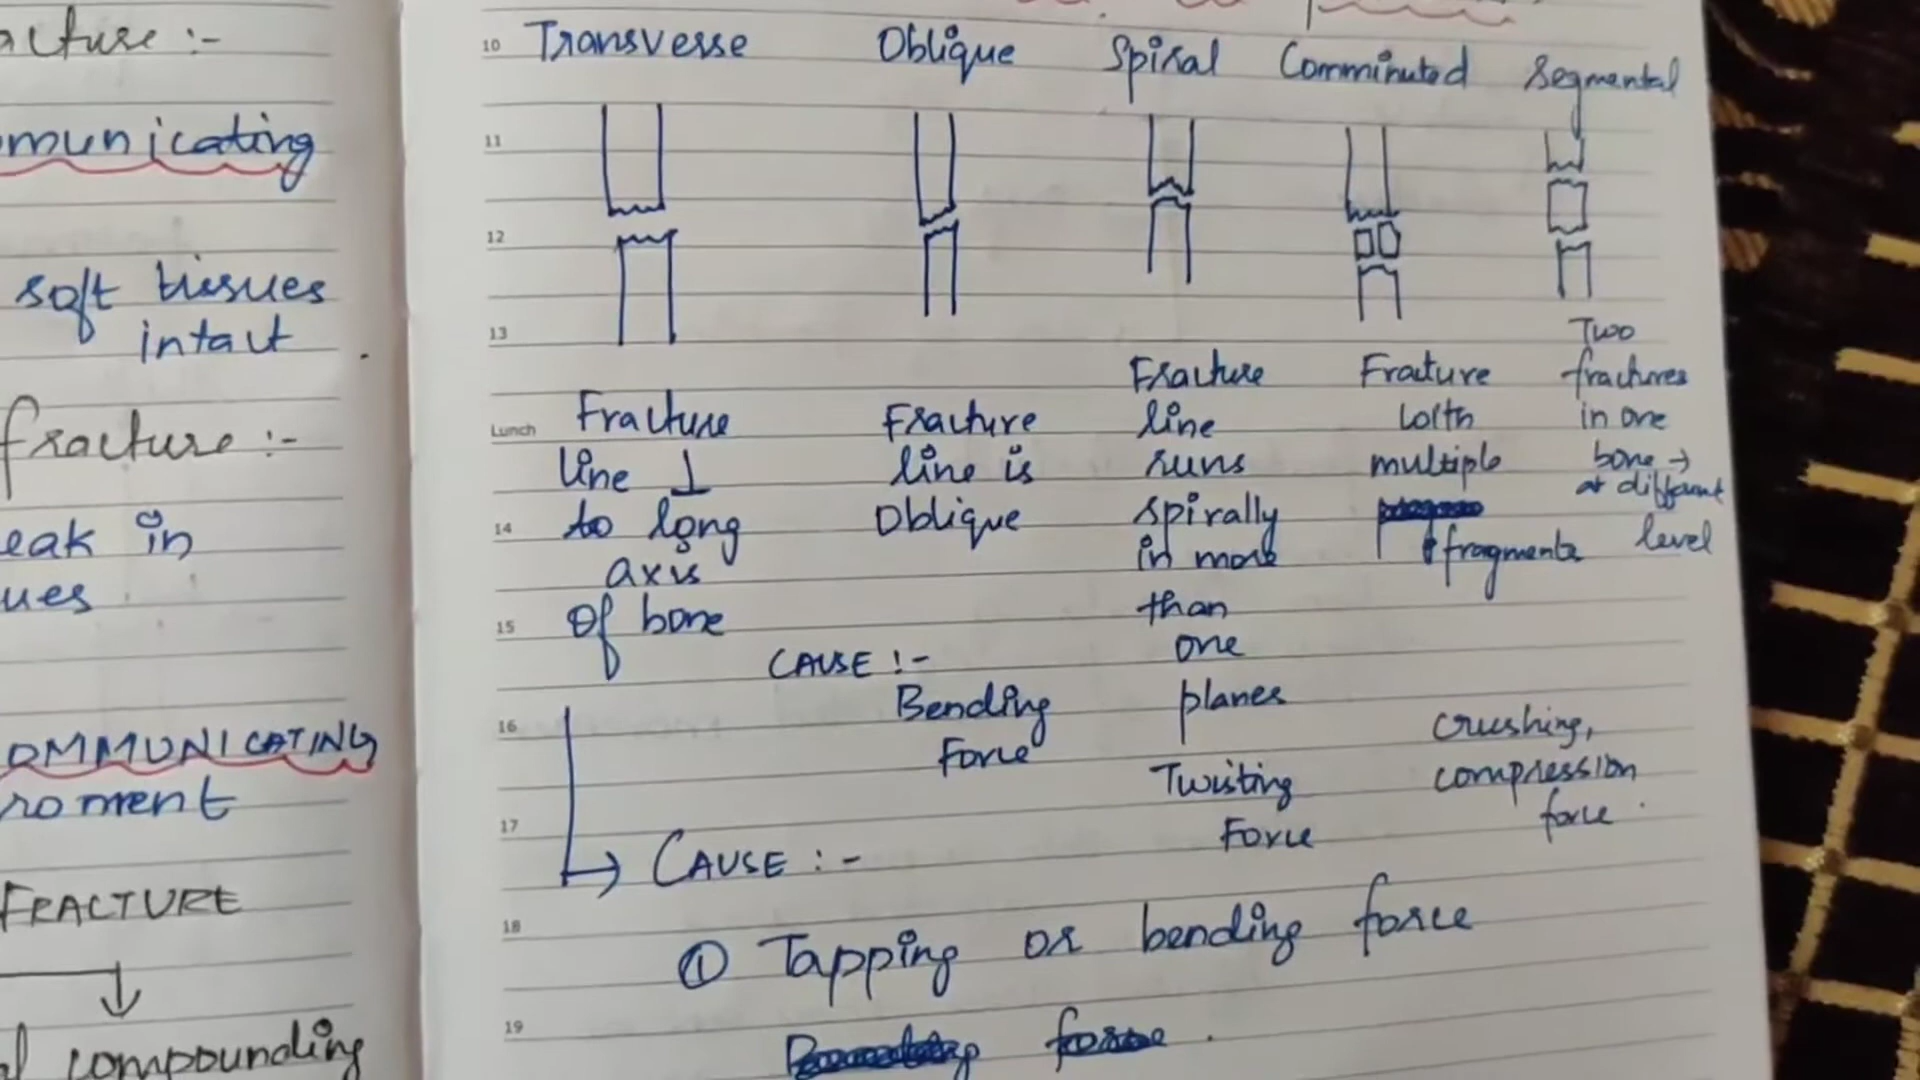 acture :-
mmunicating
soft tissues
intact
fracture :-
eak in
ues
OMMUNICATING
roment
FRACTURE
compounding
10 Transverse Oblique Spiral Comminuted Segmental
11
12
13
Lunch
14
15
16
17
18
19
Fracture
line ⊥
to long
axis
Of bone
Fracture
line is
Oblique
CAUSE :-
Bending
Force
Fracture
line
runs
spirally
in more
than
one
planes
Twisting
Force
Fracture
with
multiple
fragments
crushing,
compression
force
Two
fractures
in one
bone →
at different
level
→ CAUSE :-
① Tapping or bending force